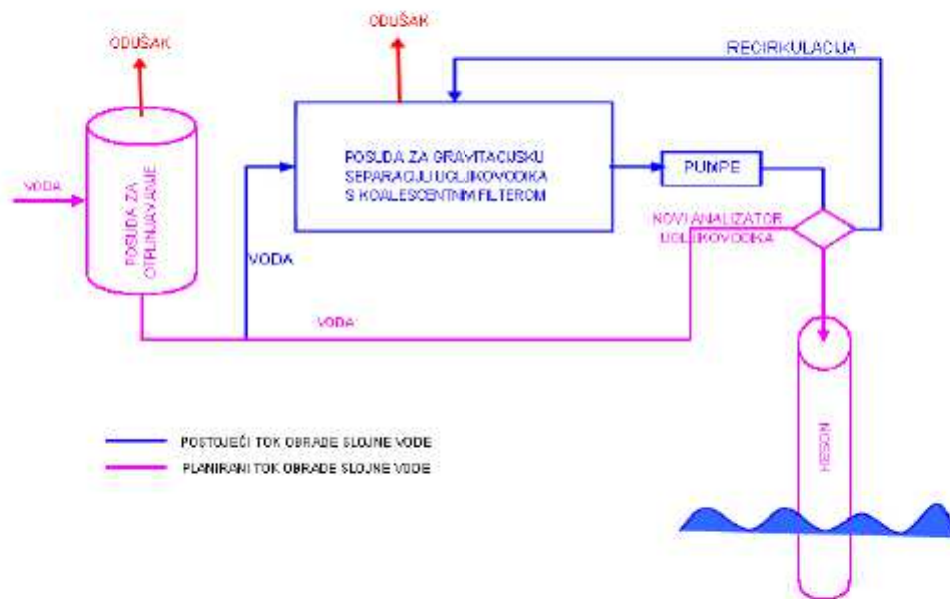 ODUŠAK
ODUŠAK
RECIRKULACIJA
VODA
POSUDA ZA
OTPLINJAVANJE
POSUDA ZA GRAVITACIJSKU
SEPARACIJU UGLJIKOVODIKA
S KOALESCENTNIM FILTEROM
PUMPE
NOVI ANALIZATOR
UGLJIKOVODIKA
VODA
VODA
KESON
POSTOJEĆI TOK OBRADE SLOJNE VODE
PLANIRANI TOK OBRADE SLOJNE VODE